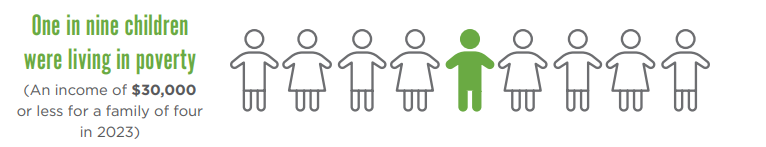 One in nine children
were living in poverty
(An income of $30,000
or less for a family of four
in 2023)